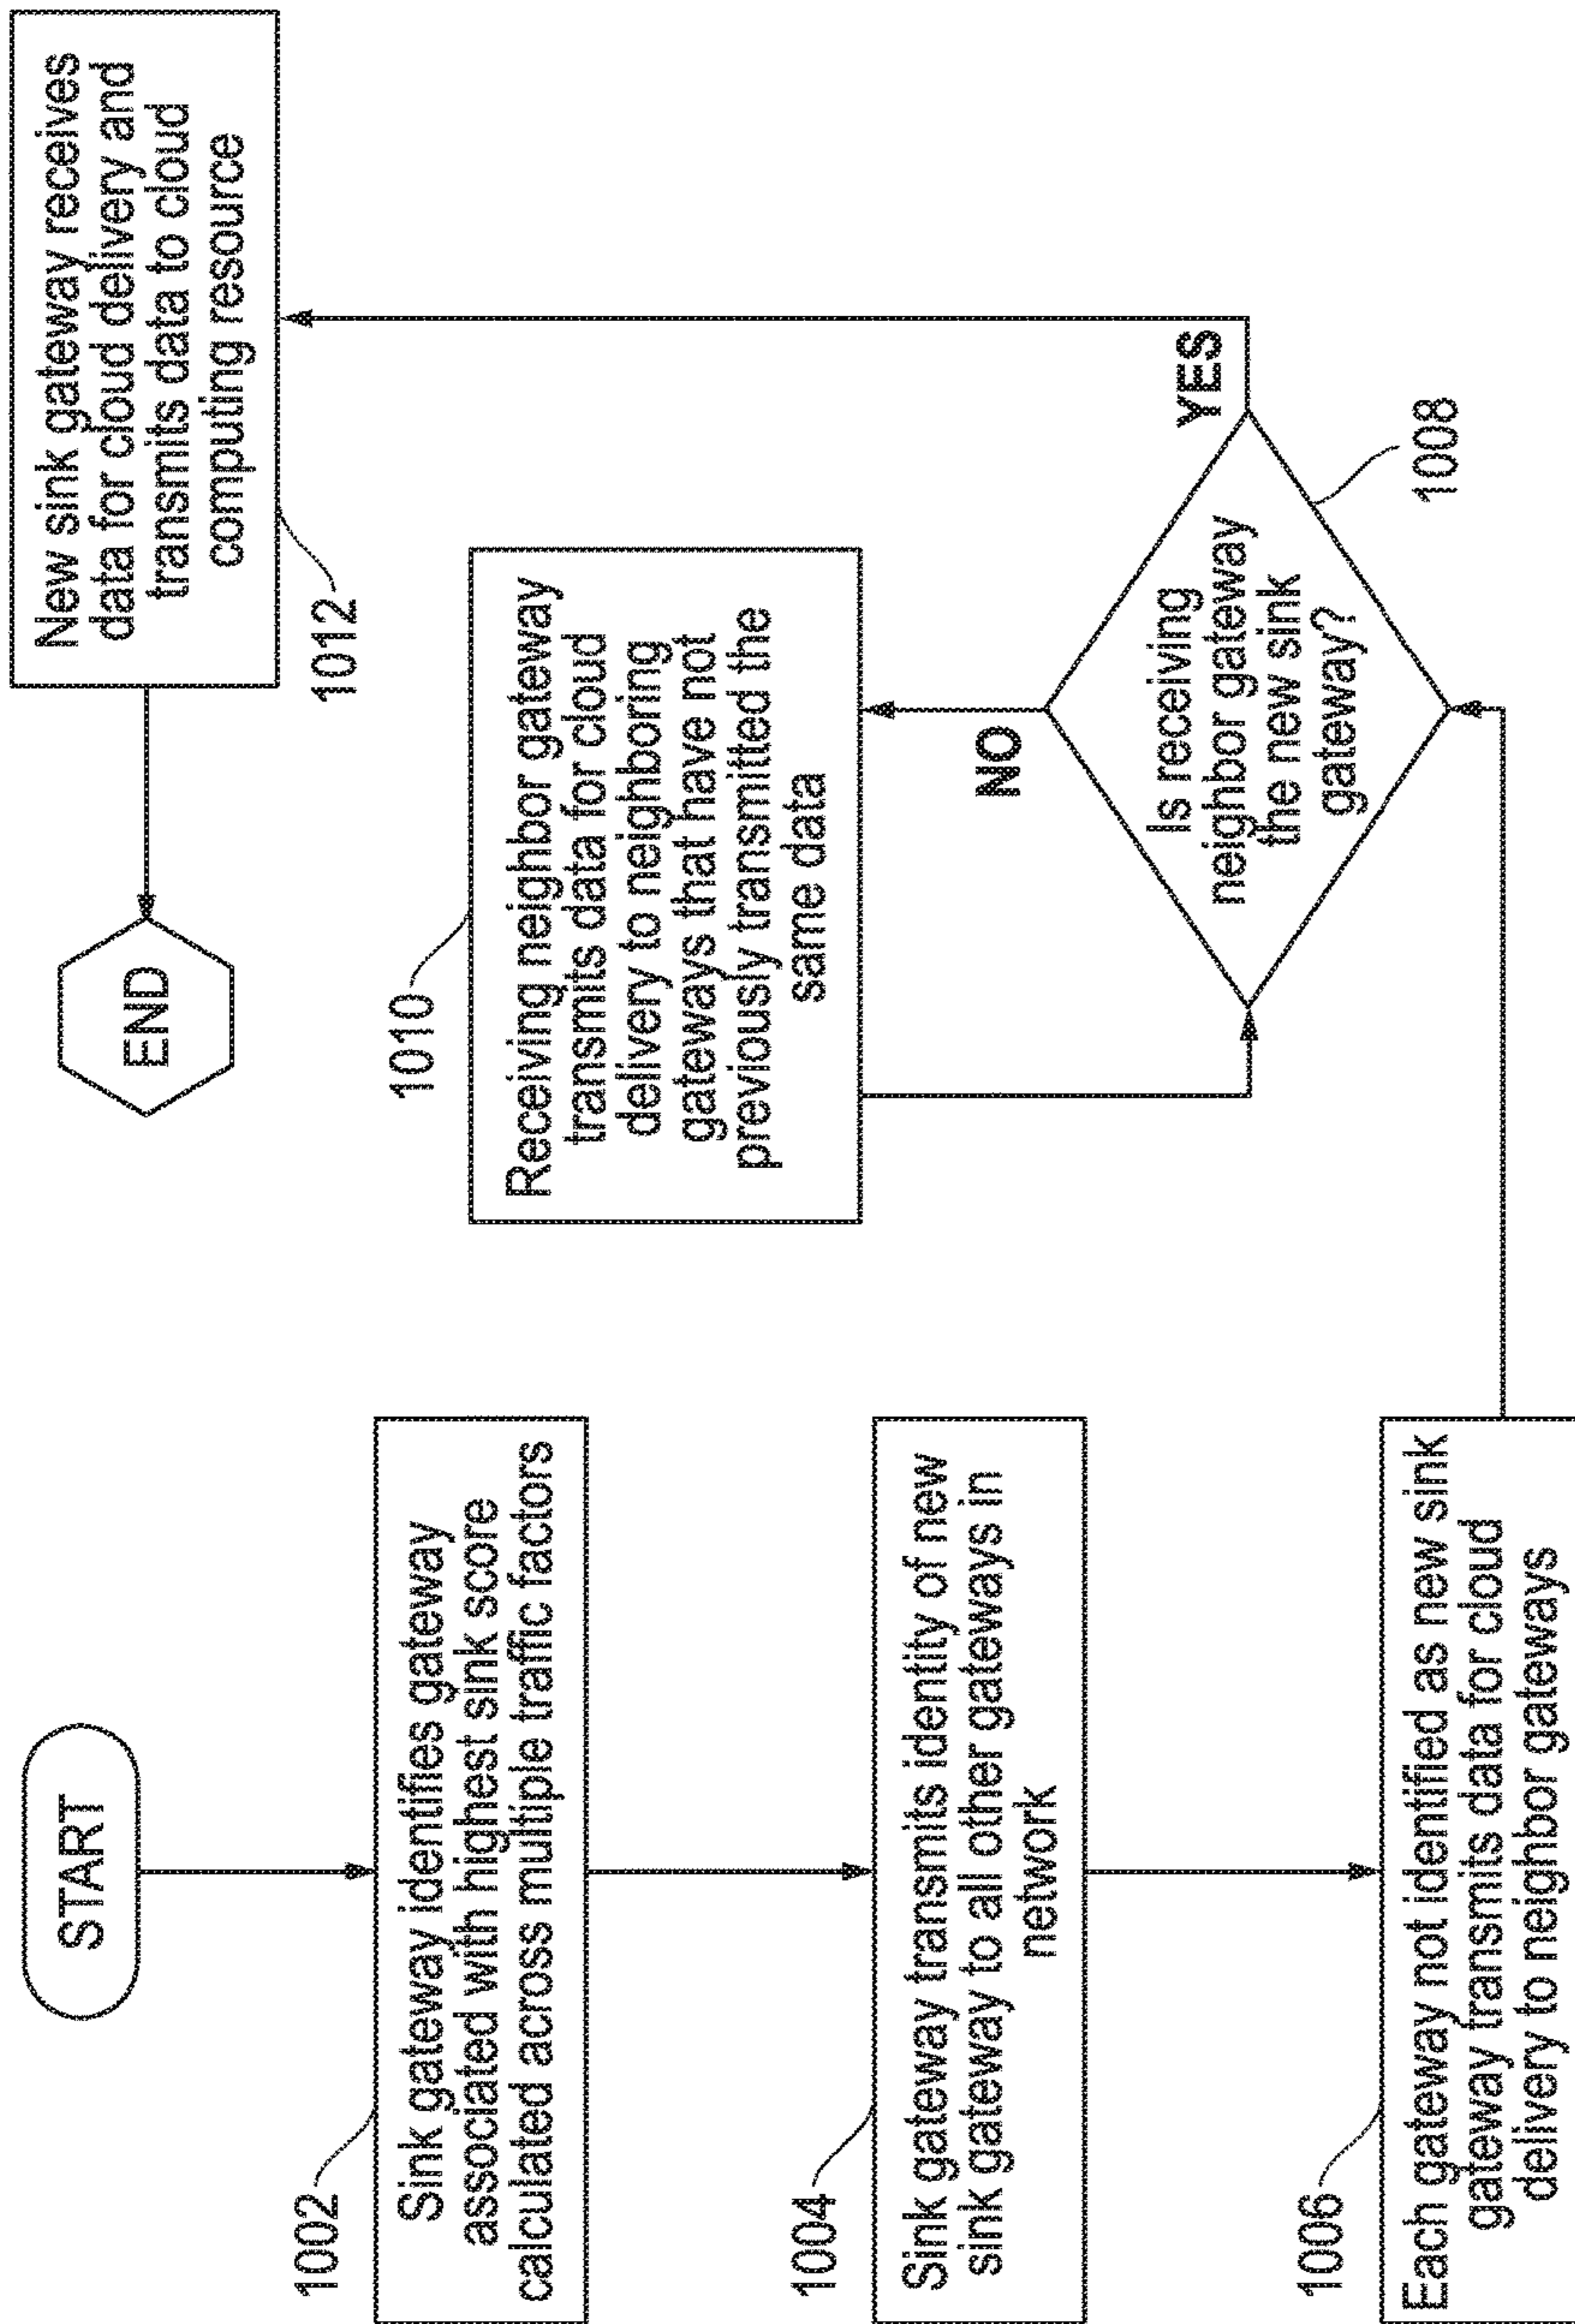 START
1002
Sink gateway identifies gateway
associated with highest sink score
calculated across multiple traffic factors
1004
Sink gateway transmits identity of new
sink gateway to all other gateways in
network
1006
Each gateway not identified as new sink
gateway transmits data for cloud
delivery to neighbor gateways
Is receiving
neighbor gateway
the new sink
gateway?
1008
NO
YES
1010
Receiving neighbor gateway
transmits data for cloud
delivery to neighboring
gateways that have not
previously transmitted the
same data
New sink gateway receives
data for cloud delivery and
transmits data to cloud
computing resource
1012
END